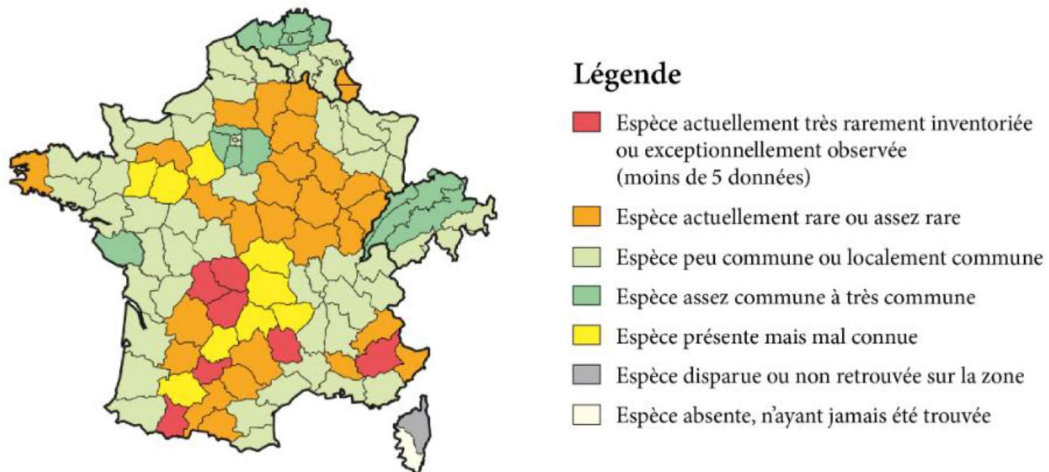 Légende
Espèce actuellement très rarement inventoriée
ou exceptionnellement observée
(moins de 5 données)
Espèce actuellement rare ou assez rare
Espèce peu commune ou localement commune
Espèce assez commune à très commune
Espèce présente mais mal connue
Espèce disparue ou non retrouvée sur la zone
Espèce absente, n'ayant jamais été trouvée